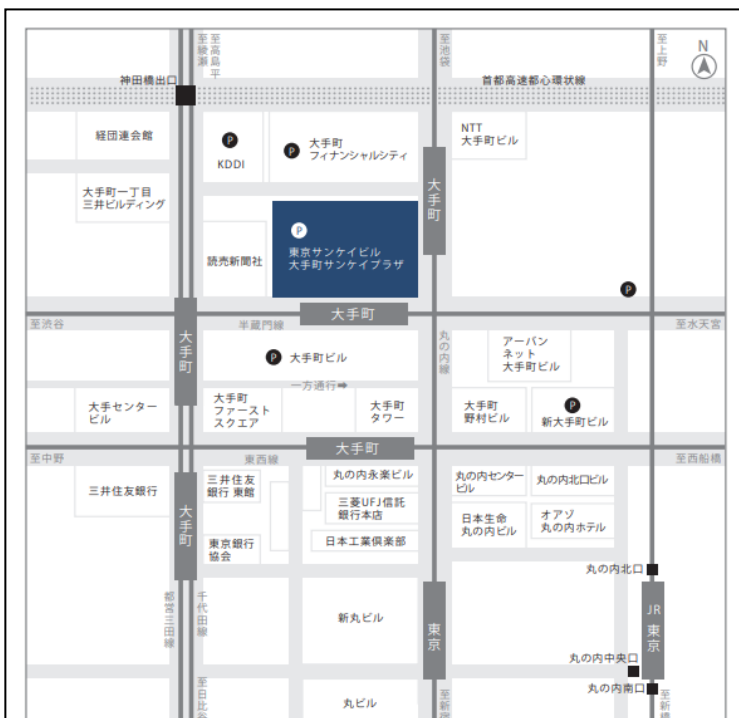 至綾瀬
至高島平
至池袋
至上野
N
神田橋出口
首都高速都心環状線
経団連会館
P
KDDI
P
大手町
フィナンシャルシティ
NTT
大手町ビル
大手町一丁目
三井ビルディング
大手町
読売新聞社
P
東京サンケイビル
大手町サンケイプラザ
P
大手町
至渋谷
半蔵門線
至水天宮
大手町
丸の内線
P
大手町ビル
アーバン
ネット
大手町ビル
一方通行➡
大手センター
ビル
大手町
ファースト
スクエア
大手町
タワー
大手町
野村ビル
P
新大手町ビル
大手町
至中野
東西線
至西船橋
三井住友銀行
大手町
三井住友
銀行 東館
丸の内永楽ビル
丸の内センター
ビル
丸の内北口ビル
三菱UFJ信託
銀行本店
日本生命
丸の内ビル
オアゾ
丸の内ホテル
東京銀行
協会
日本工業倶楽部
丸の内北口
都営三田線
千代田線
新丸ビル
東京
JR
東京
丸の内中央口
丸の内南口
至日比谷
丸ビル
至新宿
至新橋